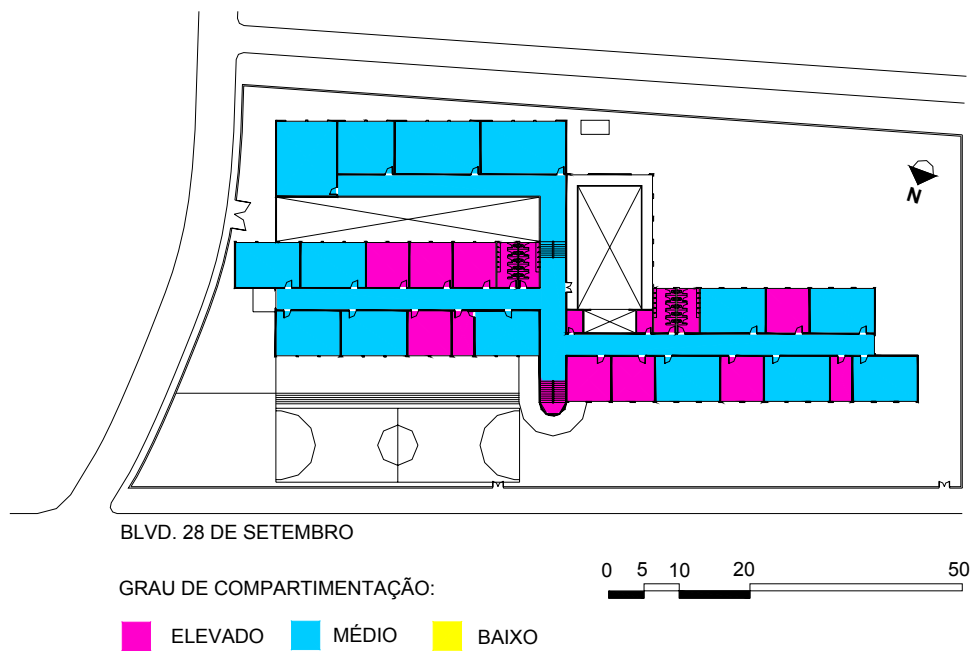 N
BLVD. 28 DE SETEMBRO
GRAU DE COMPARTIMENTAÇÃO:
0 5 10 20 50
ELEVADO MÉDIO BAIXO